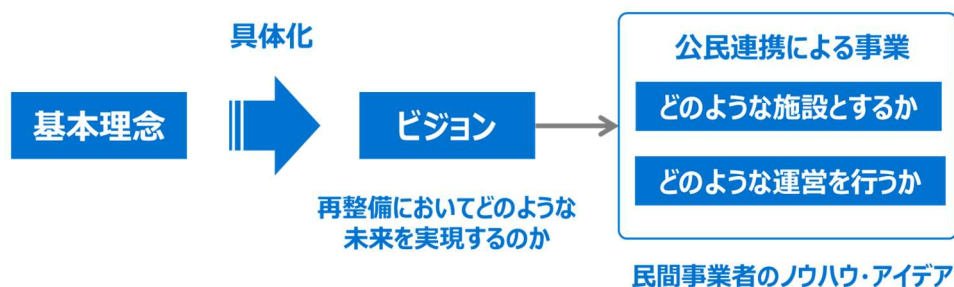 具体化
基本理念
ビジョン
再整備においてどのような
未来を実現するのか
公民連携による事業
どのような施設とするか
どのような運営を行うか
民間事業者のノウハウ・アイデア